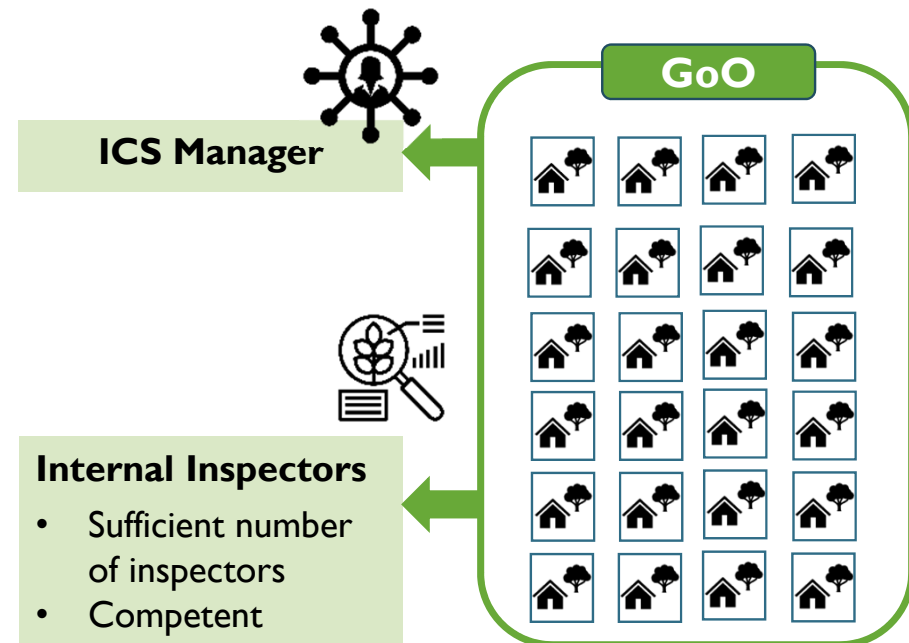 GoO
ICS Manager
Internal Inspectors
• Sufficient number
of inspectors
• Competent